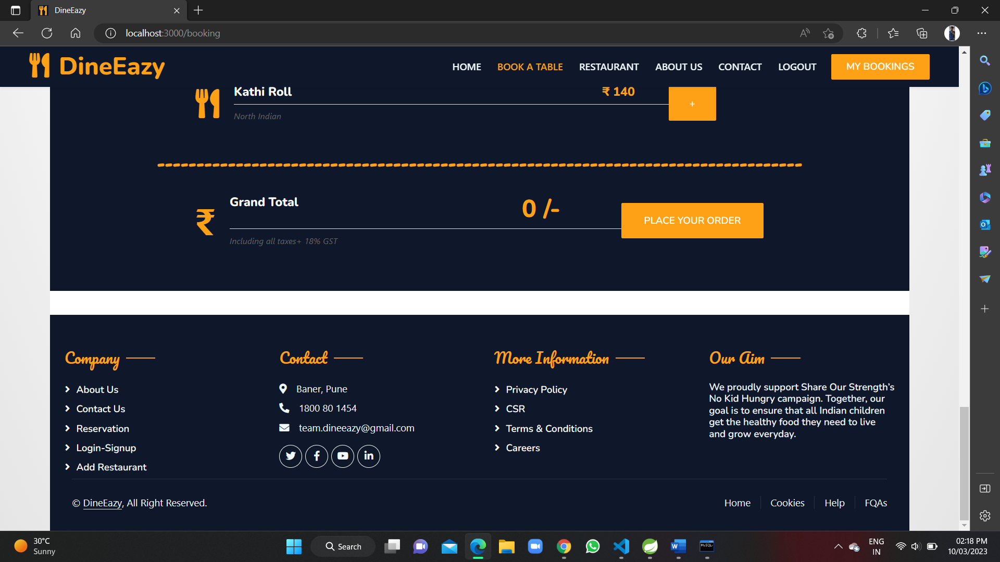 DineEazy
localhost:3000/booking
DineEazy
HOME BOOK A TABLE RESTAURANT ABOUT US CONTACT LOGOUT MY BOOKINGS
Kathi Roll ₹ 140
+
North Indian
Grand Total 0 /-
PLACE YOUR ORDER
Including all taxes+ 18% GST
Company
About Us
Contact Us
Reservation
Login-Signup
Add Restaurant
Contact
Baner, Pune
1800 80 1454
team.dineeazy@gmail.com
More Information
Privacy Policy
CSR
Terms & Conditions
Careers
Our Aim
We proudly support Share Our Strength's
No Kid Hungry campaign. Together, our
goal is to ensure that all Indian children
get the healthy food they need to live
and grow everyday.
© DineEazy, All Right Reserved.
Home Cookies Help FQAs
30°C
Sunny
Search
ENG
IN
02:18 PM
10/03/2023